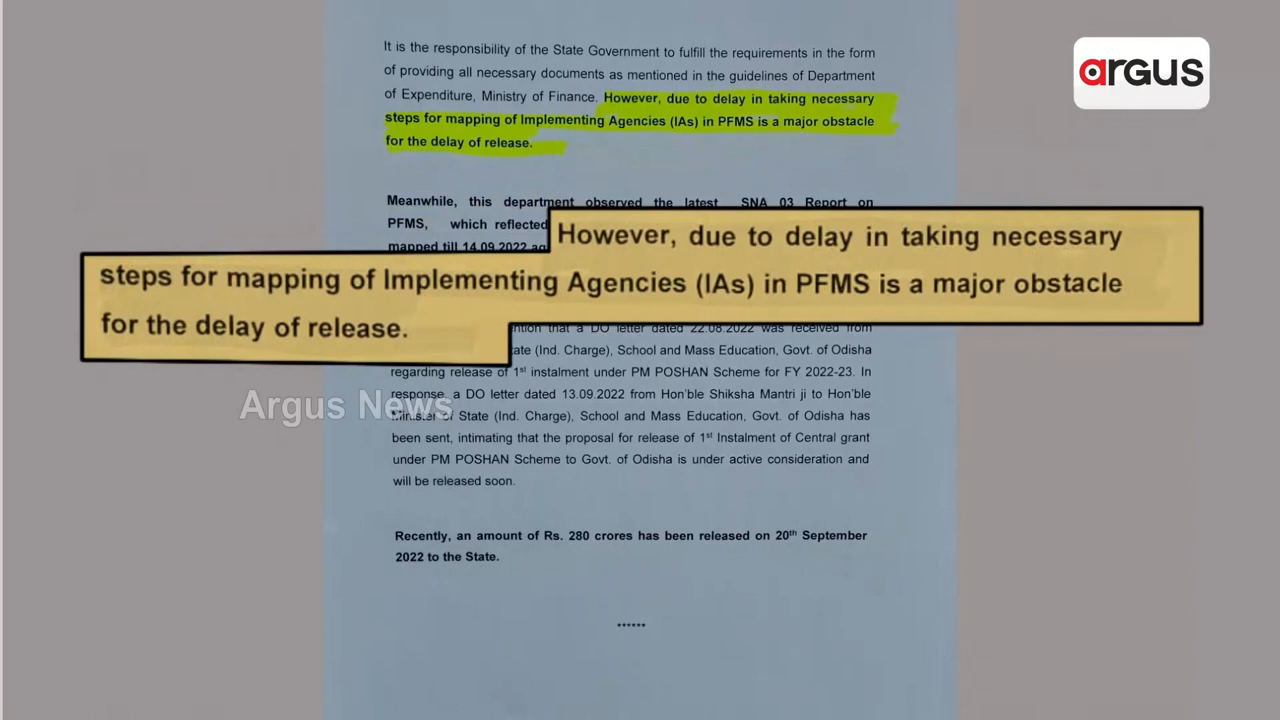 argus
It is the responsibility of the State Government to fulfill the requirements in the form
of providing all necessary documents as mentioned in the guidelines of Department
of Expenditure, Ministry of Finance. However, due to delay in taking necessary
steps for mapping of Implementing Agencies (IAs) in PFMS is a major obstacle
for the delay of release.
Meanwhile, this department observed the latest SNA 03 Report on
PFMS, which reflected
mapped till 14.09.2022
However, due to delay in taking necessary
steps for mapping of Implementing Agencies (IAs) in PFMS is a major obstacle
for the delay of release.
that a DO letter dated 22.08.2022 was received from
(Ind. Charge), School and Mass Education, Govt. of Odisha
regarding release of 1st instalment under PM POSHAN Scheme for FY 2022-23. In
response, a DO letter dated 13.09.2022 from Hon'ble Shiksha Mantri ji to Hon'ble
Minister of State (Ind. Charge), School and Mass Education, Govt. of Odisha has
been sent, intimating that the proposal for release of 1st Instalment of Central grant
under PM POSHAN Scheme to Govt. of Odisha is under active consideration and
will be released soon.
Argus News
Recently, an amount of Rs. 280 crores has been released on 20th September
2022 to the State.
******